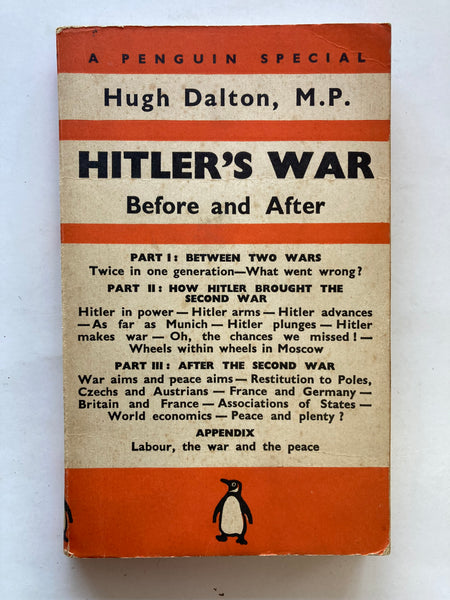 A PENGUIN SPECIAL
Hugh Dalton, M.P.
HITLER'S WAR
Before and After
PART I: BETWEEN TWO WARS
Twice in one generation—What went wrong?
PART II: HOW HITLER BROUGHT THE
SECOND WAR
Hitler in power — Hitler arms — Hitler advances
— As far as Munich — Hitler plunges — Hitler
makes war — Oh, the chances we missed! —
Wheels within wheels in Moscow
PART III: AFTER THE SECOND WAR
War aims and peace aims — Restitution to Poles,
Czechs and Austrians — France and Germany —
Britain and France — Associations of States —
World economics — Peace and plenty?
APPENDIX
Labour, the war and the peace